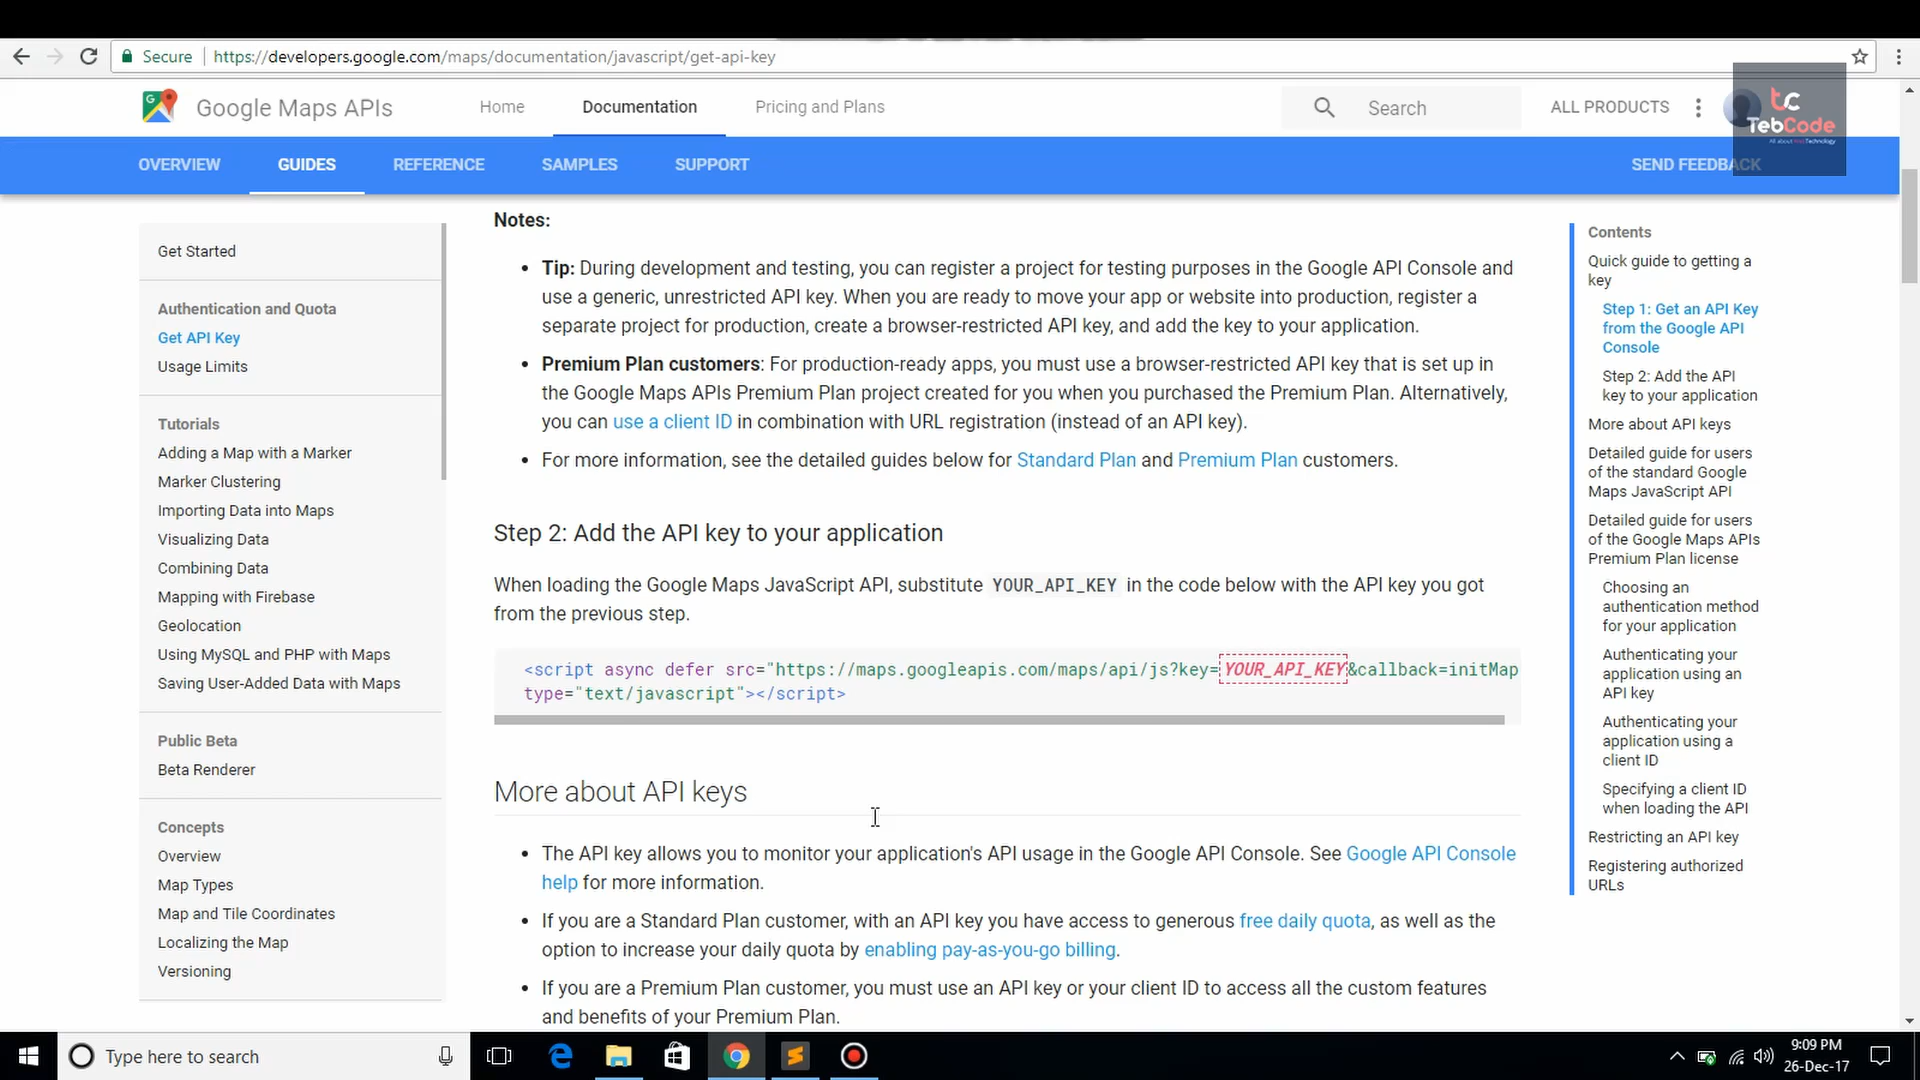 Secure https://developers.google.com/maps/documentation/javascript/get-api-key
Google Maps APIs Home Documentation Pricing and Plans Search ALL PRODUCTS
tc
TebCode
OVERVIEW GUIDES REFERENCE SAMPLES SUPPORT SEND FEEDBACK
Get Started
Authentication and Quota
Get API Key
Usage Limits
Tutorials
Adding a Map with a Marker
Marker Clustering
Importing Data into Maps
Visualizing Data
Combining Data
Mapping with Firebase
Geolocation
Using MySQL and PHP with Maps
Saving User-Added Data with Maps
Public Beta
Beta Renderer
Concepts
Overview
Map Types
Map and Tile Coordinates
Localizing the Map
Versioning
Notes:
• Tip: During development and testing, you can register a project for testing purposes in the Google API Console and
use a generic, unrestricted API key. When you are ready to move your app or website into production, register a
separate project for production, create a browser-restricted API key, and add the key to your application.
• Premium Plan customers: For production-ready apps, you must use a browser-restricted API key that is set up in
the Google Maps APIs Premium Plan project created for you when you purchased the Premium Plan. Alternatively,
you can use a client ID in combination with URL registration (instead of an API key).
• For more information, see the detailed guides below for Standard Plan and Premium Plan customers.
Step 2: Add the API key to your application
When loading the Google Maps JavaScript API, substitute YOUR_API_KEY in the code below with the API key you got
from the previous step.
<script async defer src="https://maps.googleapis.com/maps/api/js?key=YOUR_API_KEY&callback=initMap
type="text/javascript"></script>
More about API keys
• The API key allows you to monitor your application's API usage in the Google API Console. See Google API Console
help for more information.
• If you are a Standard Plan customer, with an API key you have access to generous free daily quota, as well as the
option to increase your daily quota by enabling pay-as-you-go billing.
• If you are a Premium Plan customer, you must use an API key or your client ID to access all the custom features
and benefits of your Premium Plan.
Contents
Quick guide to getting a
key
Step 1: Get an API Key
from the Google API
Console
Step 2: Add the API
key to your application
More about API keys
Detailed guide for users
of the standard Google
Maps JavaScript API
Detailed guide for users
of the Google Maps APIs
Premium Plan license
Choosing an
authentication method
for your application
Authenticating your
application using an
API key
Authenticating your
application using a
client ID
Specifying a client ID
when loading the API
Restricting an API key
Registering authorized
URLs
Type here to search
9:09 PM
26-Dec-17